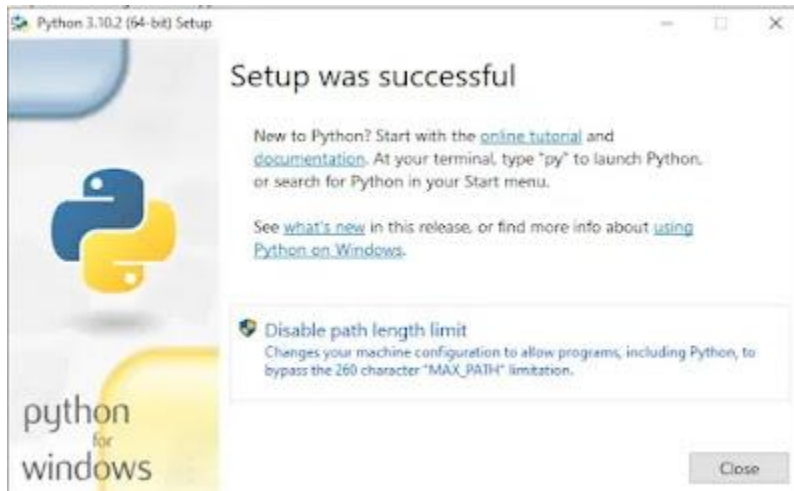 Python 3.10.2 (64-bit) Setup
Setup was successful
New to Python? Start with the online tutorial and
documentation. At your terminal, type "py" to launch Python,
or search for Python in your Start menu.
See what's new in this release, or find more info about using
Python on Windows.
Disable path length limit
Changes your machine configuration to allow programs, including Python, to
bypass the 260 character "MAX_PATH" limitation.
python
for
windows
Close